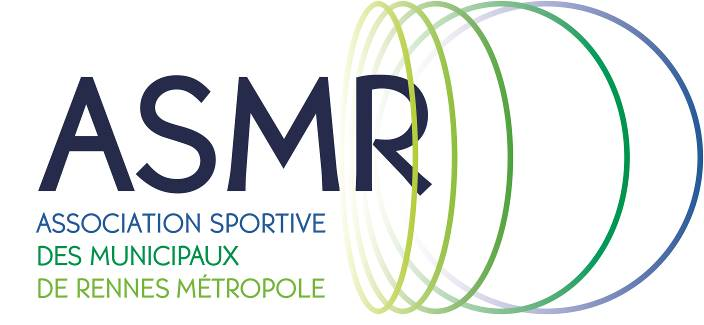 ASMR
ASSOCIATION SPORTIVE
DES MUNICIPAUX
DE RENNES MÉTROPOLE